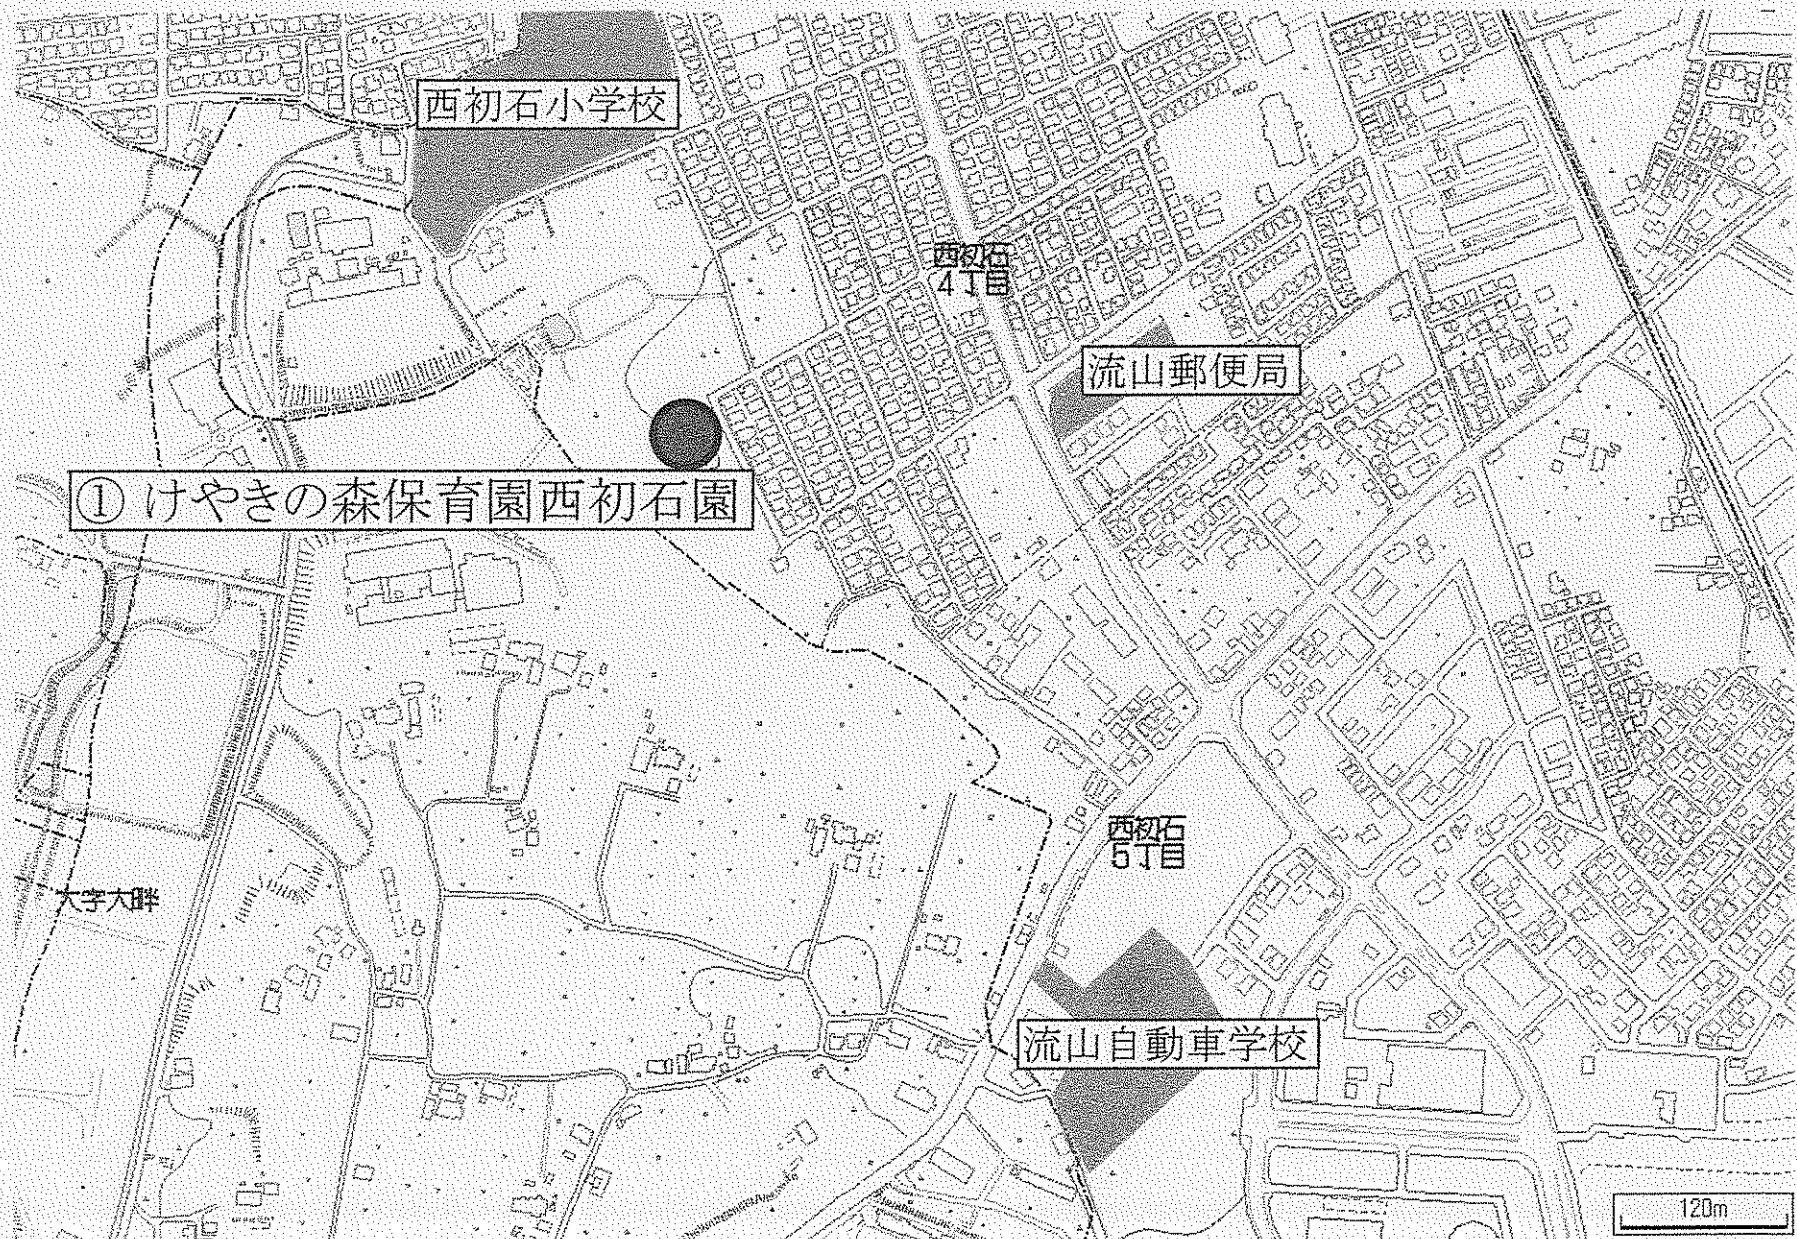 西初石小学校
西初石
4丁目
流山郵便局
① けやきの森保育園西初石園
西初石
5丁目
大字大畔
流山自動車学校
120m